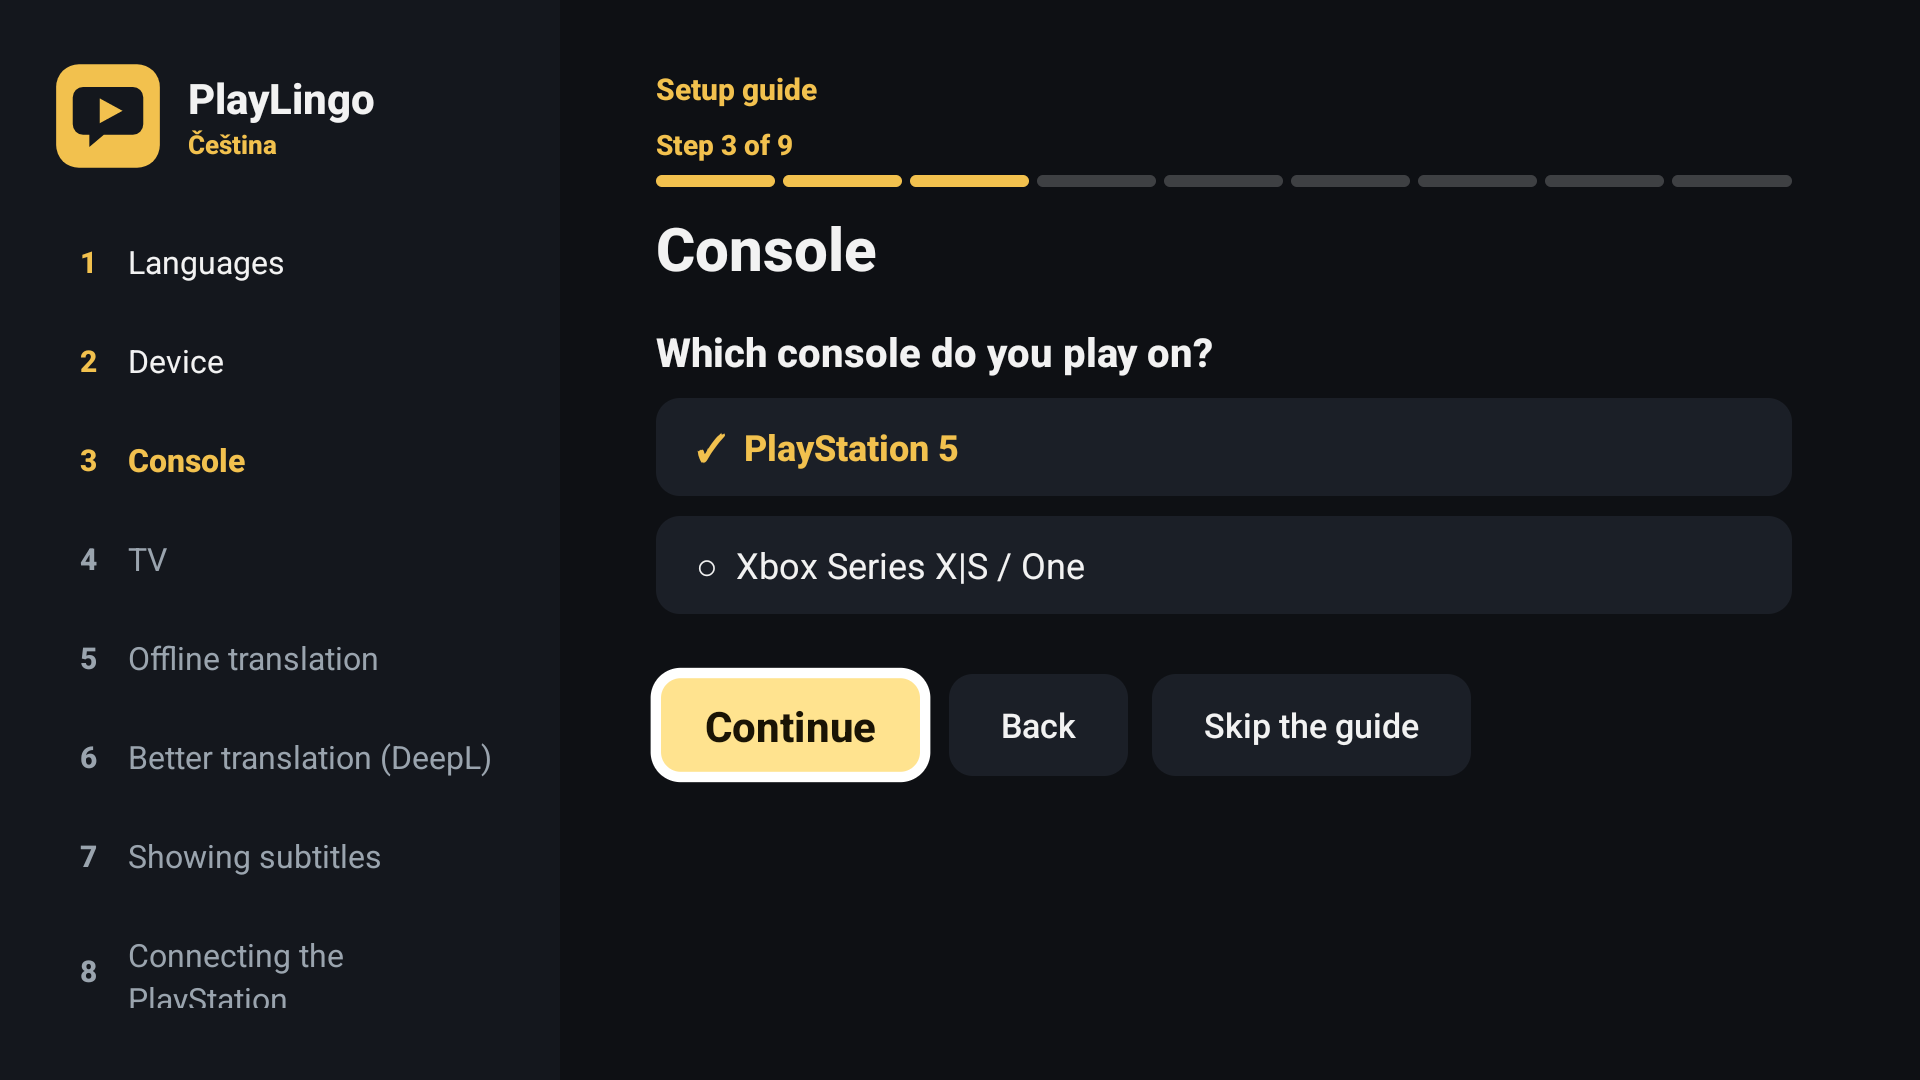 PlayLingo
Čeština
1 Languages
2 Device
3 Console
4 TV
5 Offline translation
6 Better translation (DeepL)
7 Showing subtitles
8 Connecting the
PlayStation
Setup guide
Step 3 of 9
Console
Which console do you play on?
✓ PlayStation 5
○ Xbox Series X|S / One
Continue
Back
Skip the guide